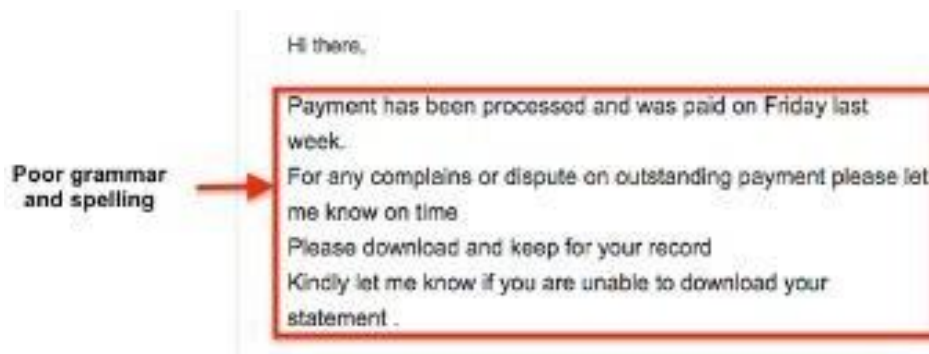 Hi there,
Payment has been processed and was paid on Friday last
week.
Poor grammar
and spelling
For any complains or dispute on outstanding payment please let
me know on time
Please download and keep for your record
Kindly let me know if you are unable to download your
statement .